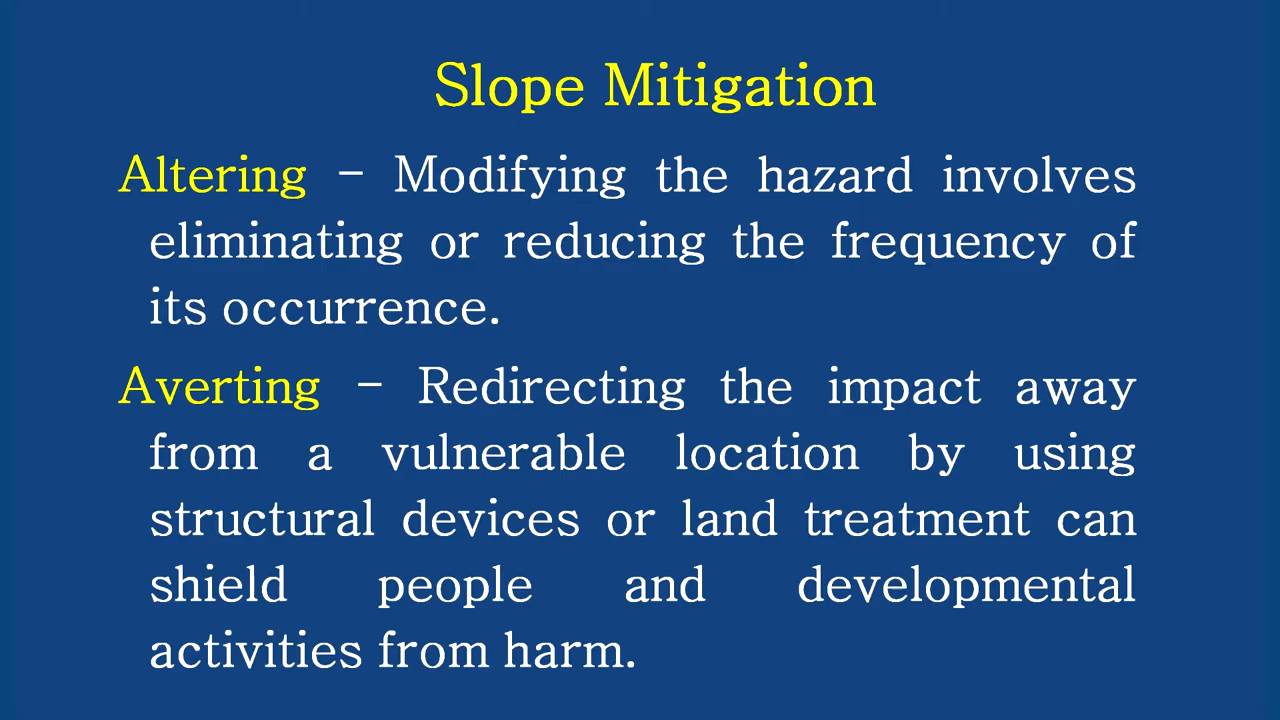 Slope Mitigation
Altering - Modifying the hazard involves
eliminating or reducing the frequency of
its occurrence.
Averting - Redirecting the impact away
from a vulnerable location by using
structural devices or land treatment can
shield people and developmental
activities from harm.